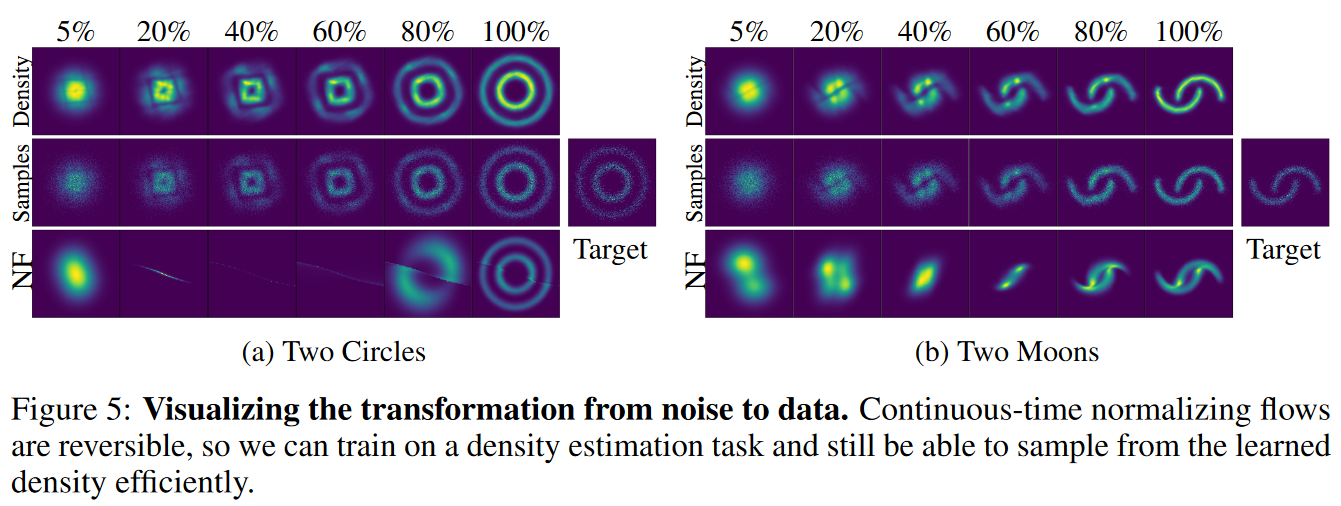 5% 20% 40% 60% 80% 100%
Density
Samples
NF
Target
(a) Two Circles
5% 20% 40% 60% 80% 100%
Density
Samples
NF
Target
(b) Two Moons
Figure 5: Visualizing the transformation from noise to data. Continuous-time normalizing flows
are reversible, so we can train on a density estimation task and still be able to sample from the learned
density efficiently.